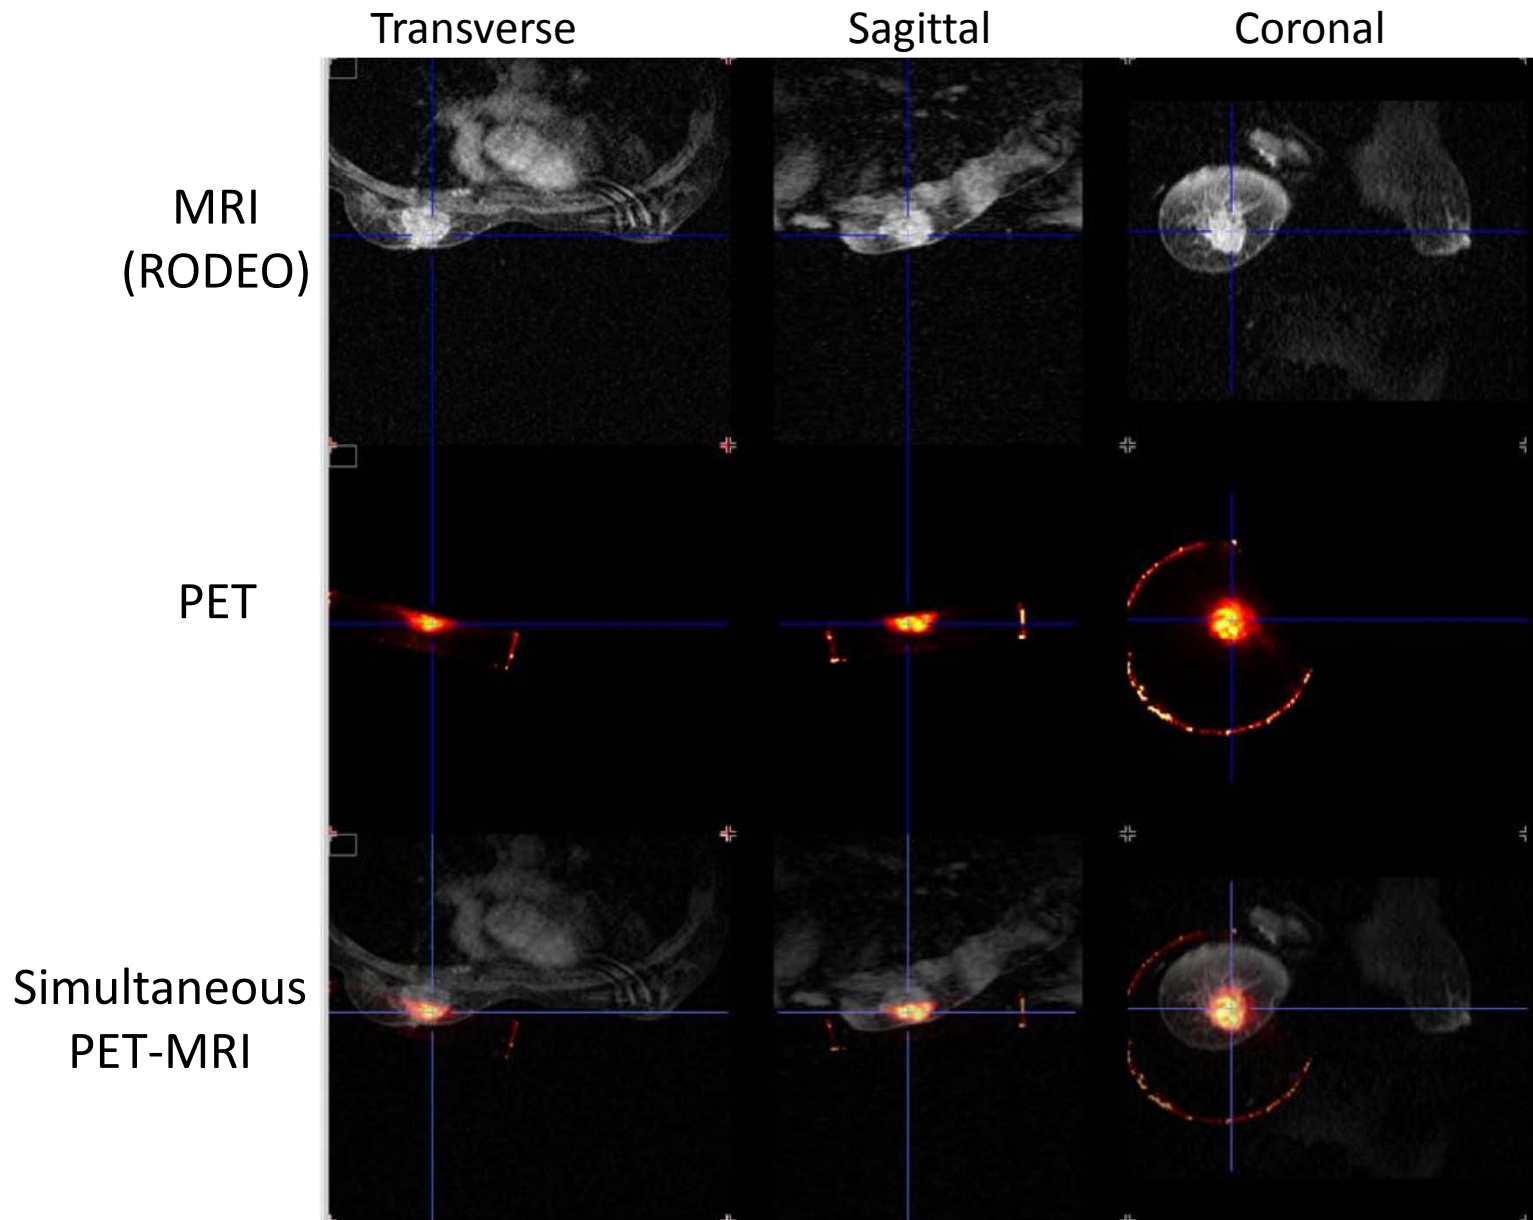 Transverse Sagittal Coronal
MRI
(RODEO)
PET
Simultaneous
PET-MRI